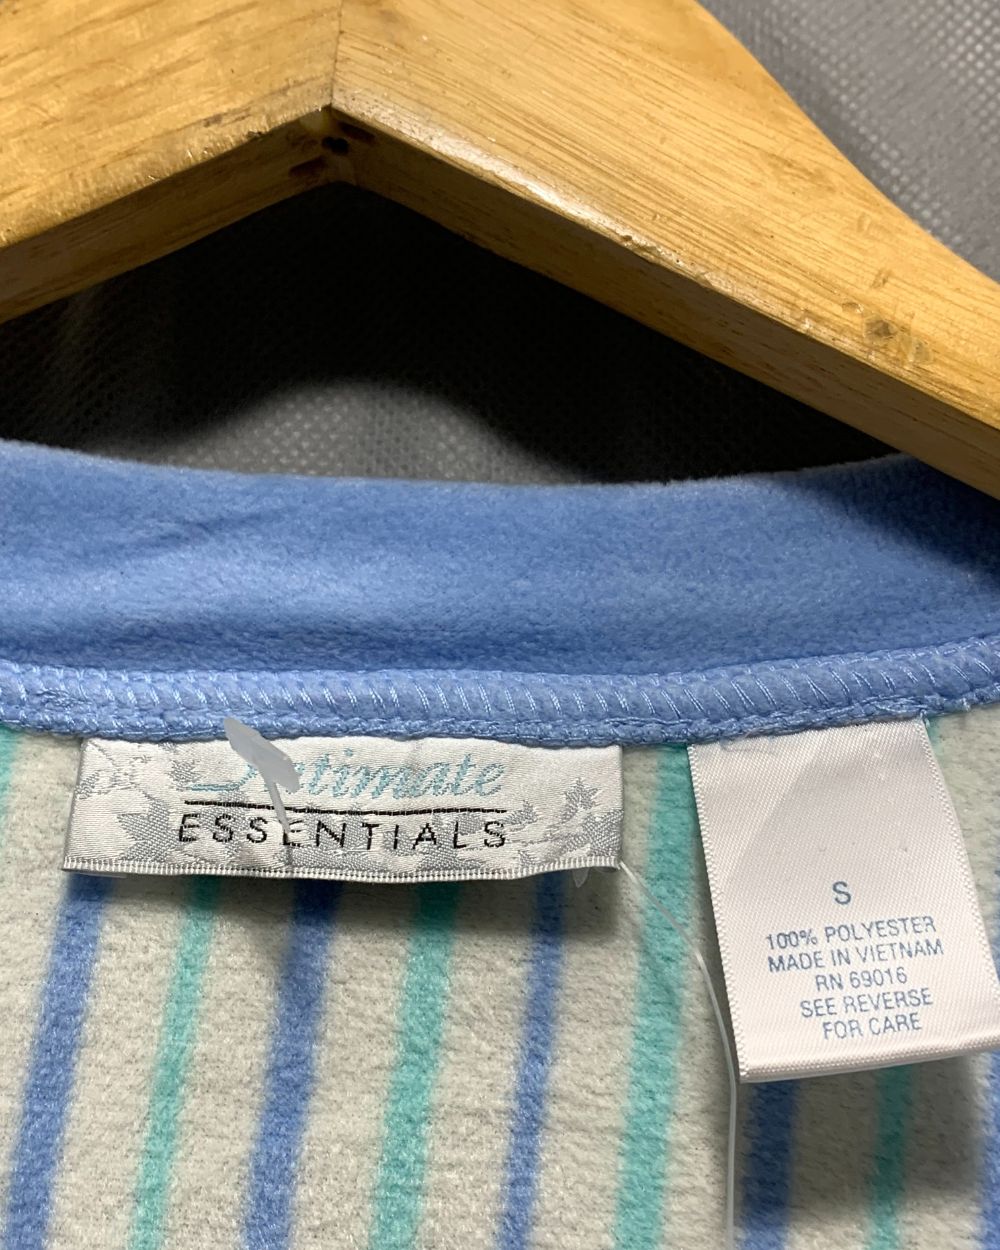 Intimate
ESSENTIALS
S
100% POLYESTER
MADE IN VIETNAM
RN 69016
SEE REVERSE
FOR CARE